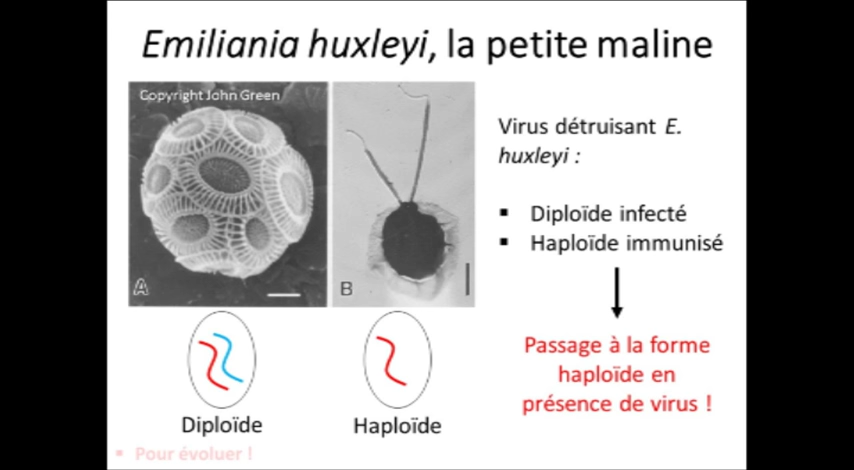 Emiliania huxleyi, la petite maline
Copyright John Green
A
B
Virus détruisant E.
huxleyi :
▪ Diploïde infecté
▪ Haploïde immunisé
Passage à la forme
haploïde en
présence de virus !
Diploïde
Haploïde
▪ Pour évoluer !